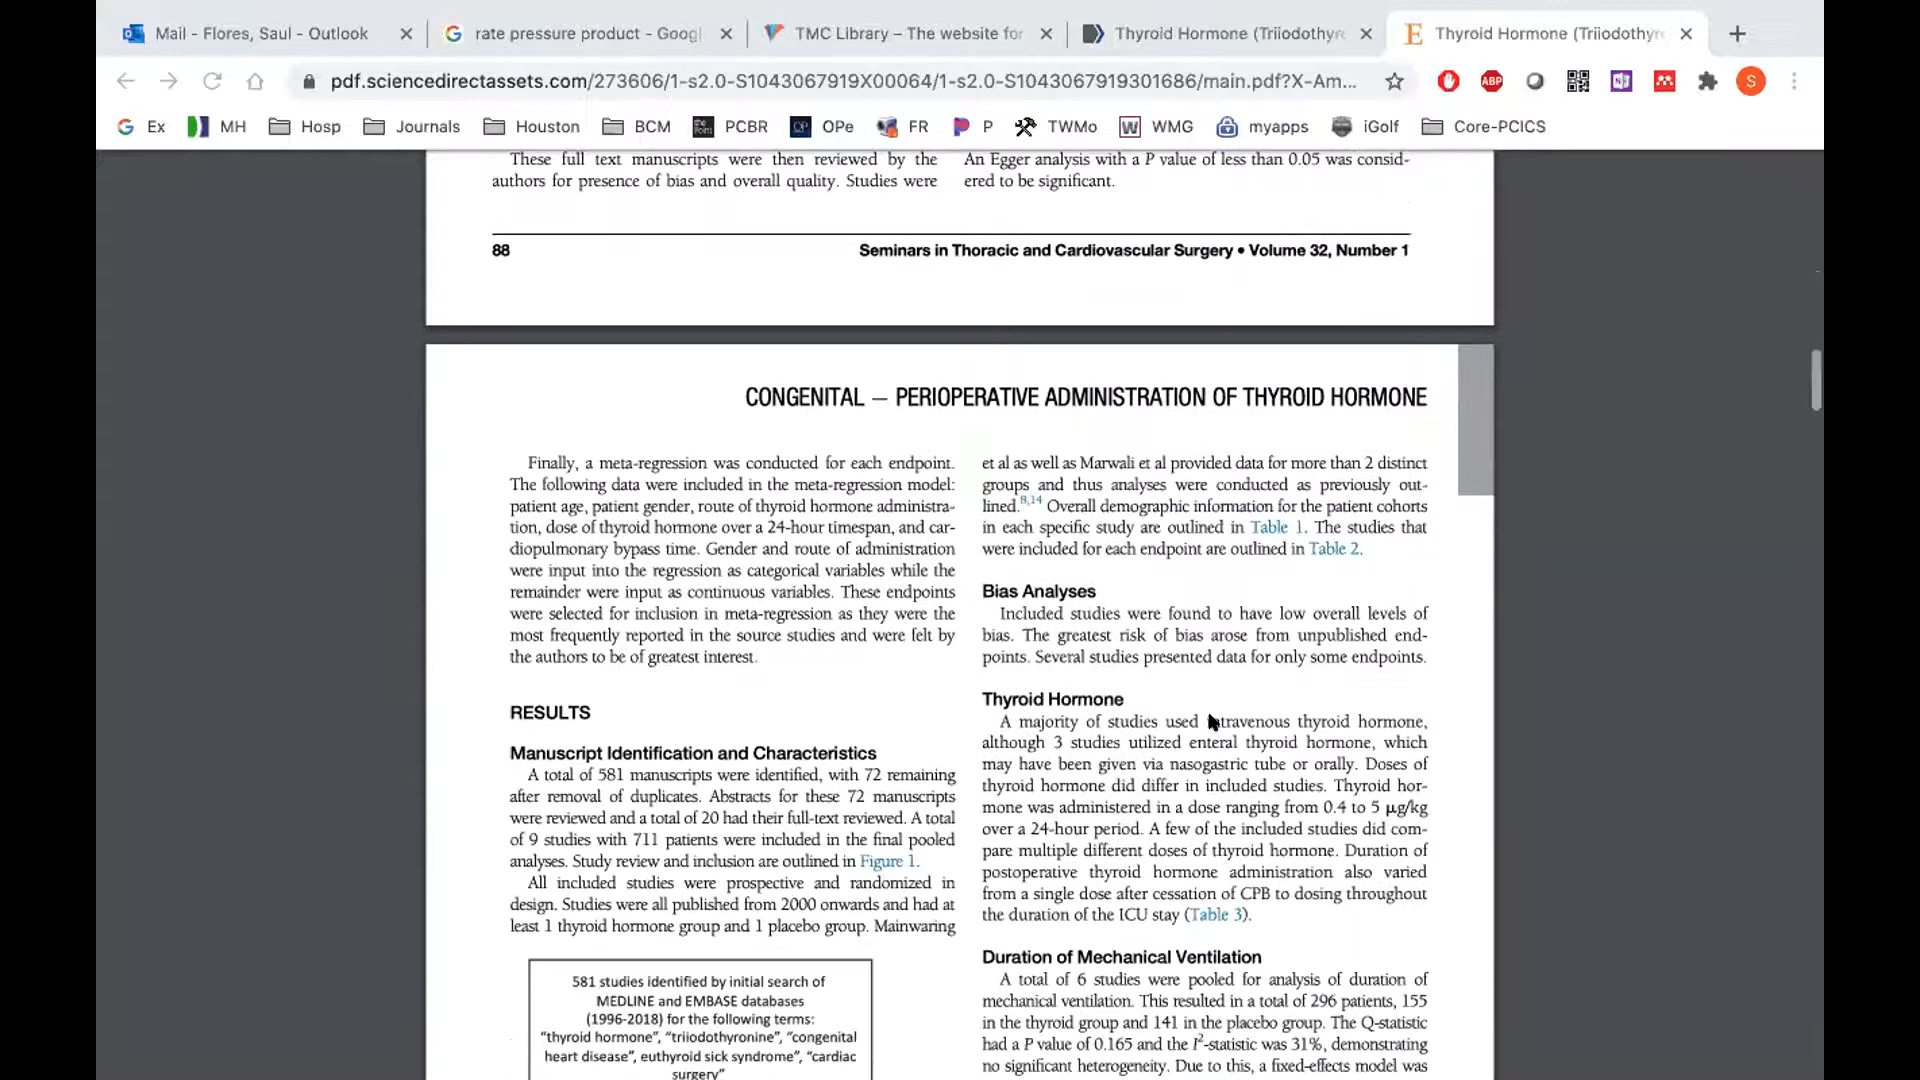 Mail - Flores, Saul - Outlook
rate pressure product - Googl
TMC Library – The website for
Thyroid Hormone (Triiodothyr
Thyroid Hormone (Triiodothyr
pdf.sciencedirectassets.com/273606/1-s2.0-S1043067919X00064/1-s2.0-S1043067919301686/main.pdf?X-Am...
ABP
S
Ex
MH
Hosp
Journals
Houston
BCM
PCBR
OPe
FR
P
TWMo
WMG
myapps
iGolf
Core-PCICS
These full text manuscripts were then reviewed by the
authors for presence of bias and overall quality. Studies were
An Egger analysis with a P value of less than 0.05 was consid-
ered to be significant.
88
Seminars in Thoracic and Cardiovascular Surgery • Volume 32, Number 1
CONGENITAL – PERIOPERATIVE ADMINISTRATION OF THYROID HORMONE
Finally, a meta-regression was conducted for each endpoint.
The following data were included in the meta-regression model:
patient age, patient gender, route of thyroid hormone administra-
tion, dose of thyroid hormone over a 24-hour timespan, and car-
diopulmonary bypass time. Gender and route of administration
were input into the regression as categorical variables while the
remainder were input as continuous variables. These endpoints
were selected for inclusion in meta-regression as they were the
most frequently reported in the source studies and were felt by
the authors to be of greatest interest.
RESULTS
Manuscript Identification and Characteristics
A total of 581 manuscripts were identified, with 72 remaining
after removal of duplicates. Abstracts for these 72 manuscripts
were reviewed and a total of 20 had their full-text reviewed. A total
of 9 studies with 711 patients were included in the final pooled
analyses. Study review and inclusion are outlined in Figure 1.
All included studies were prospective and randomized in
design. Studies were all published from 2000 onwards and had at
least 1 thyroid hormone group and 1 placebo group. Mainwaring
581 studies identified by initial search of
MEDLINE and EMBASE databases
(1996-2018) for the following terms:
"thyroid hormone", "triiodothyronine", "congenital
heart disease", euthyroid sick syndrome", "cardiac
surgery"
et al as well as Marwali et al provided data for more than 2 distinct
groups and thus analyses were conducted as previously out-
lined.8,14 Overall demographic information for the patient cohorts
in each specific study are outlined in Table 1. The studies that
were included for each endpoint are outlined in Table 2.
Bias Analyses
Included studies were found to have low overall levels of
bias. The greatest risk of bias arose from unpublished end-
points. Several studies presented data for only some endpoints.
Thyroid Hormone
A majority of studies used intravenous thyroid hormone,
although 3 studies utilized enteral thyroid hormone, which
may have been given via nasogastric tube or orally. Doses of
thyroid hormone did differ in included studies. Thyroid hor-
mone was administered in a dose ranging from 0.4 to 5 μg/kg
over a 24-hour period. A few of the included studies did com-
pare multiple different doses of thyroid hormone. Duration of
postoperative thyroid hormone administration also varied
from a single dose after cessation of CPB to dosing throughout
the duration of the ICU stay (Table 3).
Duration of Mechanical Ventilation
A total of 6 studies were pooled for analysis of duration of
mechanical ventilation. This resulted in a total of 296 patients, 155
in the thyroid group and 141 in the placebo group. The Q-statistic
had a P value of 0.165 and the I2-statistic was 31%, demonstrating
no significant heterogeneity. Due to this, a fixed-effects model was